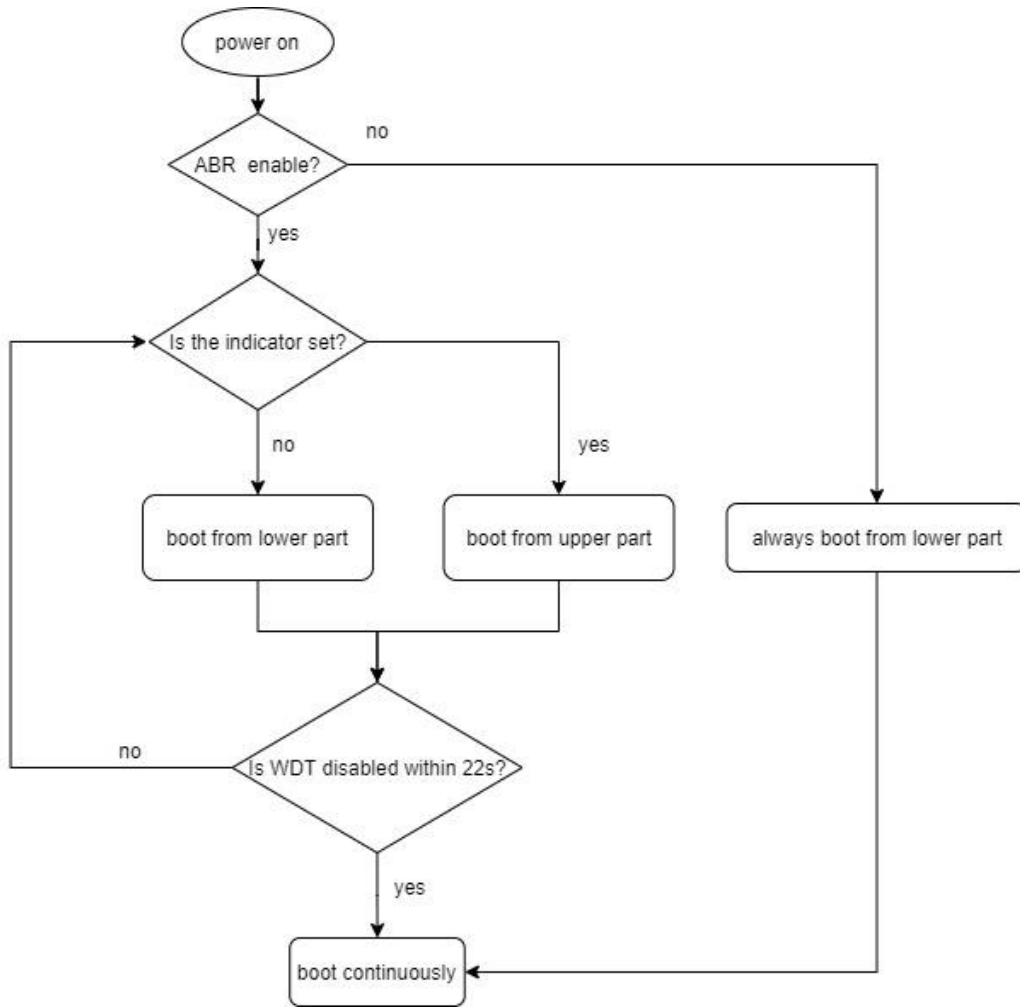 power on
no
ABR enable?
yes
Is the indicator set?
no
yes
boot from lower part
boot from upper part
always boot from lower part
no
Is WDT disabled within 22s?
yes
boot continuously